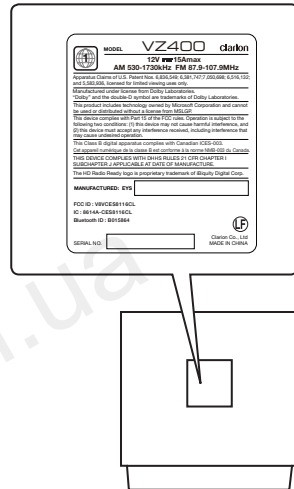 MODEL VZ400 clarion
12V 15Amax
AM 530-1730kHz FM 87.9-107.9MHz
Apparatus Claims of U.S. Patent Nos. 6,836,549; 6,381,747;7,050,698; 6,516,132;
and 5,583,936, licensed for limited viewing uses only.
Manufactured under license from Dolby Laboratories.
"Dolby" and the double-D symbol are trademarks of Dolby Laboratories.
This product includes technology owned by Microsoft Corporation and cannot
be used or distributed without a license from MSLGP.
This device complies with Part 15 of the FCC rules. Operation is subject to the
following two conditions: (1) this device may not cause harmful interference, and
(2) this device must accept any interference received, including interference that
may cause undesired operation.
This Class B digital apparatus complies with Canadian ICES-003.
Cet appareil numérique de la classe B est conforme à la norme NMB-003 du Canada.
THIS DEVICE COMPLIES WITH DHHS RULES 21 CFR CHAPTER I
SUBCHAPTER J APPLICABLE AT DATE OF MANUFACTURE.
The HD Radio Ready logo is proprietary trademark of iBiquity Digital Corp.
MANUFACTURED: EYS
FCC ID : V8VCES8116CL
IC : 8614A-CES8116CL
Bluetooth ID : B015864
LF
SERIAL NO.
Clarion Co., Ltd
MADE IN CHINA